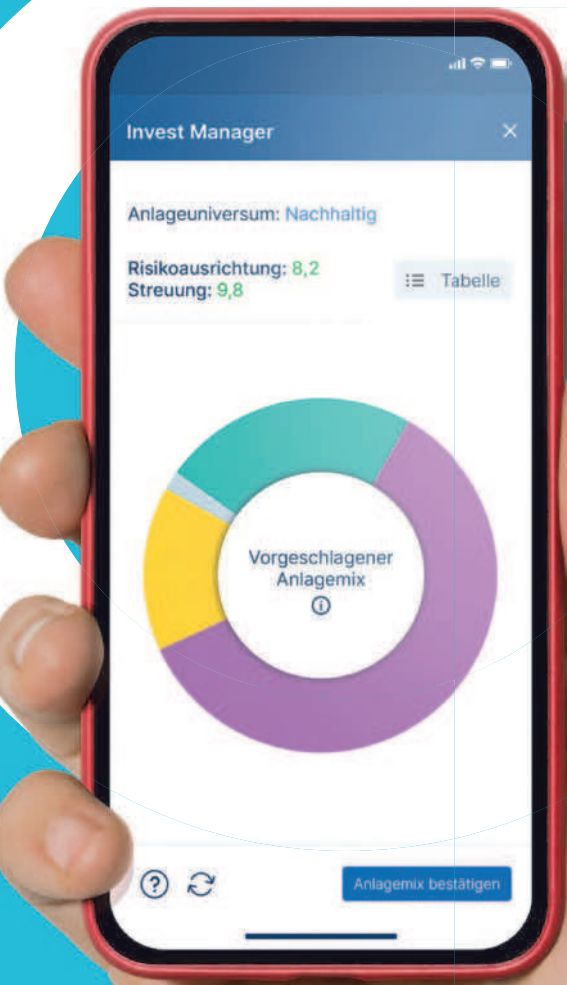 Invest Manager
Anlageuniversum: Nachhaltig
Risikoausrichtung: 8,2
Streuung: 9,8
Tabelle
Vorgeschlagener
Anlagemix
Anlagemix bestätigen